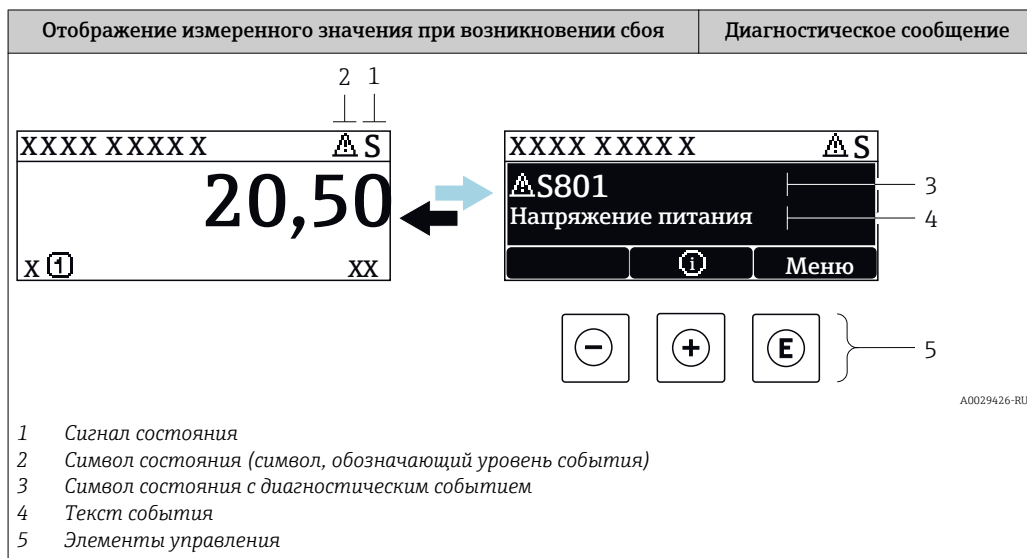 Отображение измеренного значения при возникновении сбоя
Диагностическое сообщение
2 1
XXXX XXXXX S
20,50
X 1 XX
XXXX XXXXX S
S801
Напряжение питания
i Меню
3
4
E
5
A0029426-RU
1 Сигнал состояния
2 Символ состояния (символ, обозначающий уровень события)
3 Символ состояния с диагностическим событием
4 Текст события
5 Элементы управления